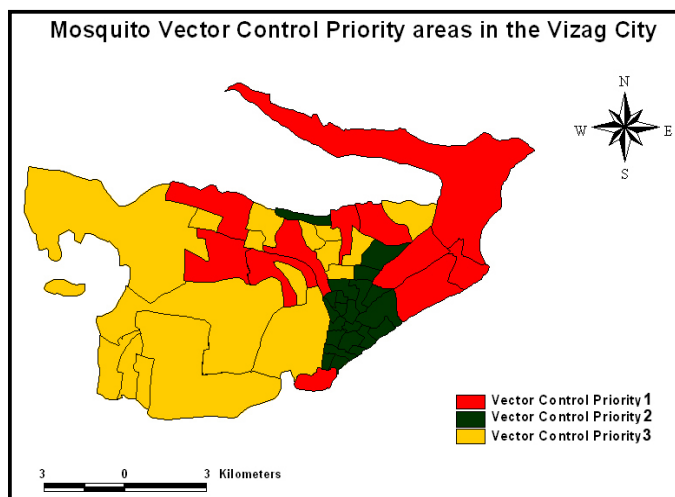 Mosquito Vector Control Priority areas in the Vizag City
N
W E
S
Vector Control Priority 1
Vector Control Priority 2
Vector Control Priority 3
3 0 3 Kilometers